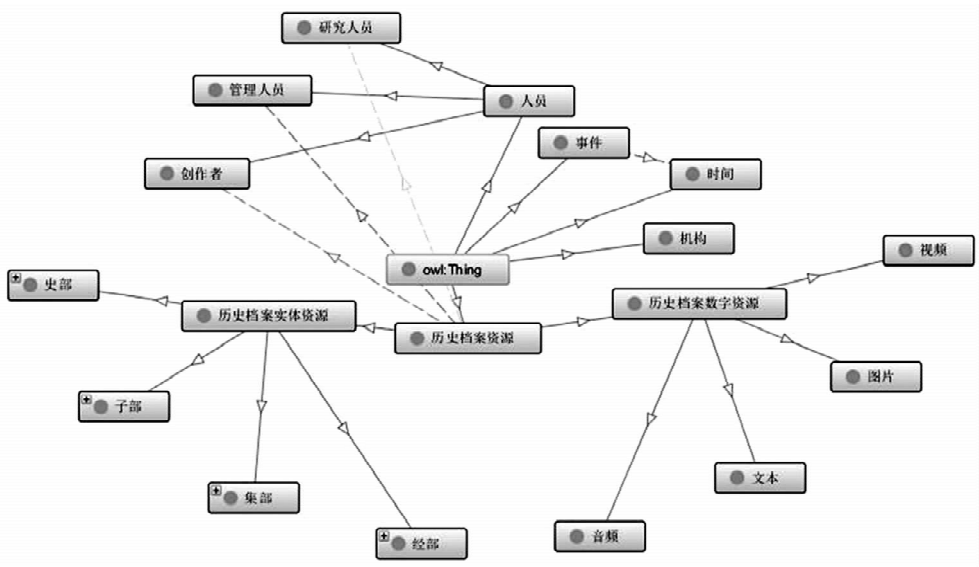 研究人员
管理人员
人员
事件
创作者
时间
机构
视频
owl:Thing
史部
历史档案实体资源
历史档案资源
历史档案数字资源
图片
子部
文本
集部
音频
经部